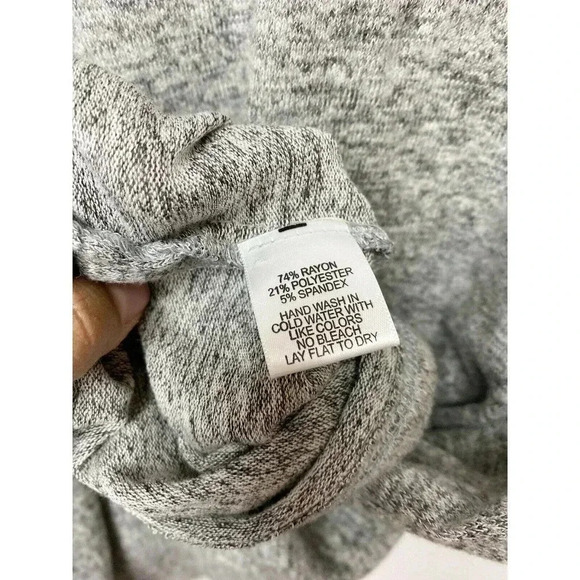 74% RAYON
21% POLYESTER
5% SPANDEX
HAND WASH IN
COLD WATER WITH
LIKE COLORS
NO BLEACH
LAY FLAT TO DRY